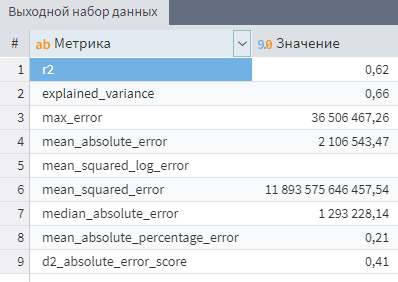 Выходной набор данных
# ab Метрика 9.0 Значение
1 r2 0,62
2 explained_variance 0,66
3 max_error 36 506 467,26
4 mean_absolute_error 2 106 543,47
5 mean_squared_log_error
6 mean_squared_error 11 893 575 646 457,54
7 median_absolute_error 1 293 228,14
8 mean_absolute_percentage_error 0,21
9 d2_absolute_error_score 0,41